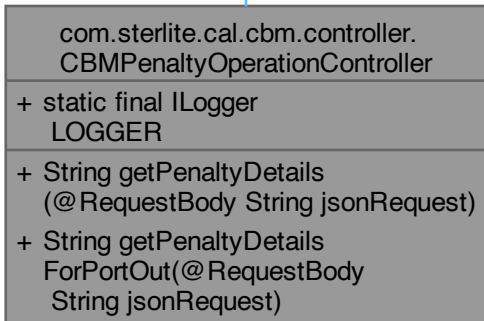 com.sterlite.cal.cbm.controller.
CBMPenaltyOperationController
+ static final ILogger
LOGGER
+ String getPenaltyDetails
(@RequestBody String jsonRequest)
+ String getPenaltyDetails
ForPortOut(@RequestBody
String jsonRequest)